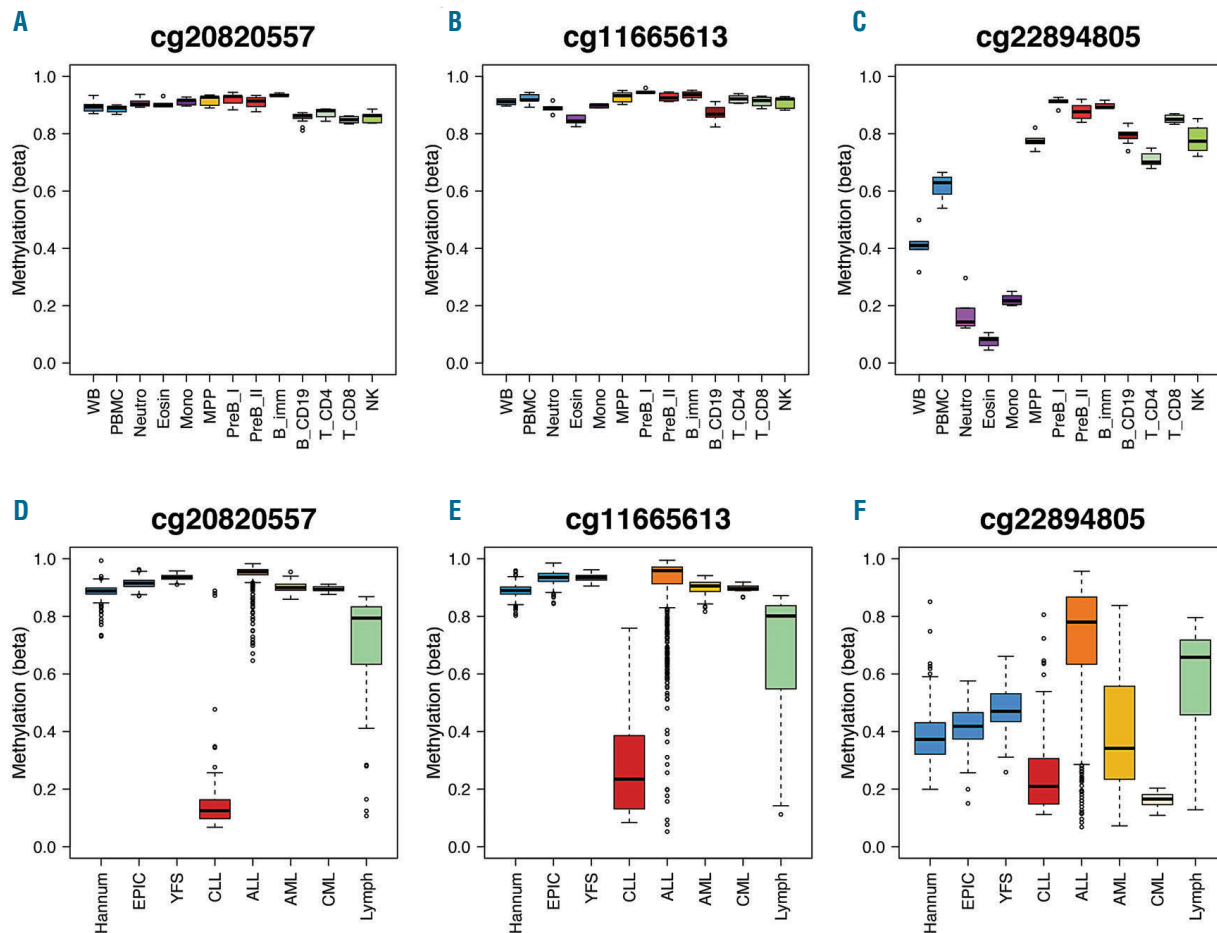 A
cg20820557
Methylation (beta)
1.0
0.8
0.6
0.4
0.2
0.0
WB
PBMC
Neutro
Eosin
Mono
MPP
PreB_I
PreB_II
B_imm
B_CD19
T_CD4
T_CD8
NK
B
cg11665613
Methylation (beta)
1.0
0.8
0.6
0.4
0.2
0.0
WB
PBMC
Neutro
Eosin
Mono
MPP
PreB_I
PreB_II
B_imm
B_CD19
T_CD4
T_CD8
NK
C
cg22894805
Methylation (beta)
1.0
0.8
0.6
0.4
0.2
0.0
WB
PBMC
Neutro
Eosin
Mono
MPP
PreB_I
PreB_II
B_imm
B_CD19
T_CD4
T_CD8
NK
D
cg20820557
Methylation (beta)
1.0
0.8
0.6
0.4
0.2
0.0
Hannum
EPIC
YFS
CLL
ALL
AML
CML
Lymph
E
cg11665613
Methylation (beta)
1.0
0.8
0.6
0.4
0.2
0.0
Hannum
EPIC
YFS
CLL
ALL
AML
CML
Lymph
F
cg22894805
Methylation (beta)
1.0
0.8
0.6
0.4
0.2
0.0
Hannum
EPIC
YFS
CLL
ALL
AML
CML
Lymph